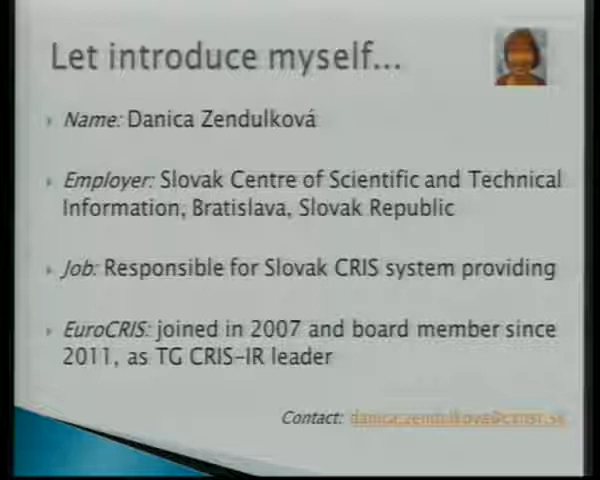 Let introduce myself...
Name: Danica Zendulková
Employer: Slovak Centre of Scientific and Technical
Information, Bratislava, Slovak Republic
Job: Responsible for Slovak CRIS system providing
EuroCRIS: joined in 2007 and board member since
2011, as TG CRIS-IR leader
Contact: